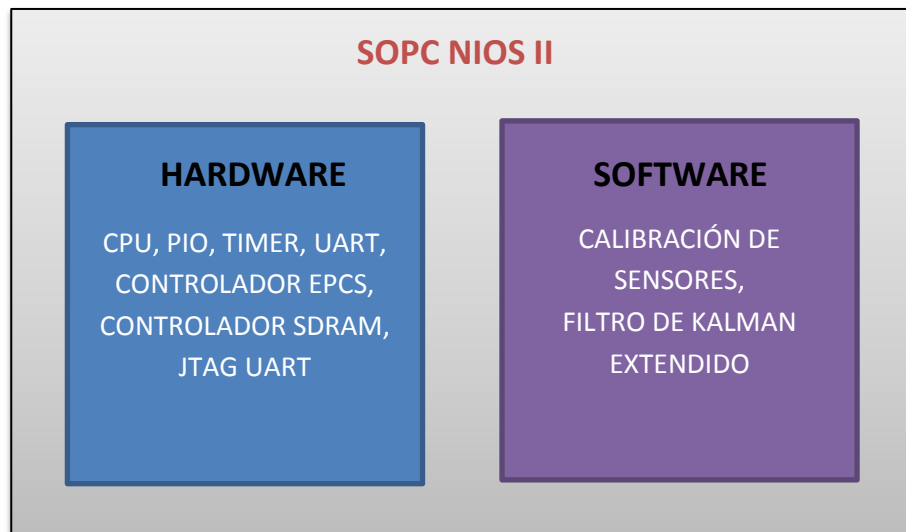 SOPC NIOS II
HARDWARE
CPU, PIO, TIMER, UART,
CONTROLADOR EPCS,
CONTROLADOR SDRAM,
JTAG UART
SOFTWARE
CALIBRACIÓN DE
SENSORES,
FILTRO DE KALMAN
EXTENDIDO